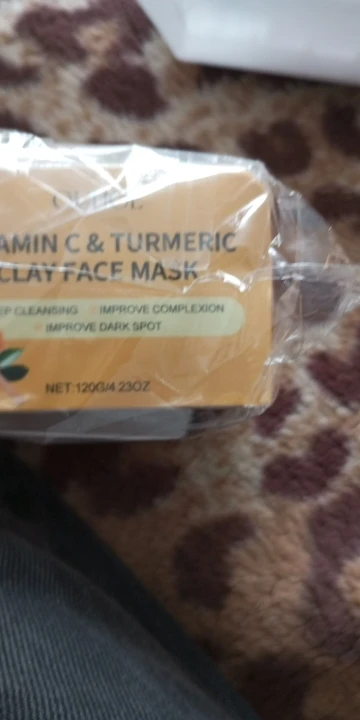 AMIN C & TURMERIC
CLAY FACE MASK
EP CLEANSING IMPROVE COMPLEXION
IMPROVE DARK SPOT
NET:120G/4.23OZ